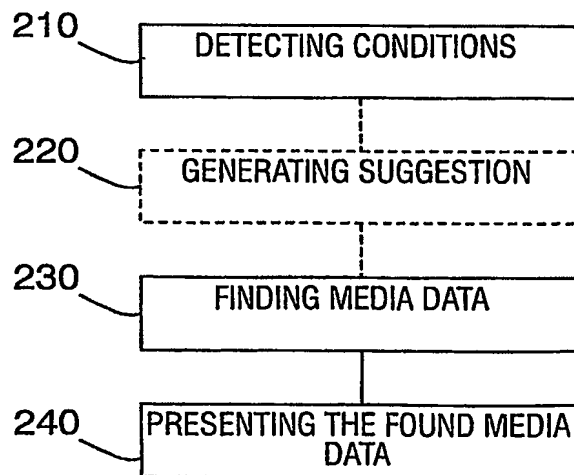 210
DETECTING CONDITIONS
220
GENERATING SUGGESTION
230
FINDING MEDIA DATA
240
PRESENTING THE FOUND MEDIA
DATA